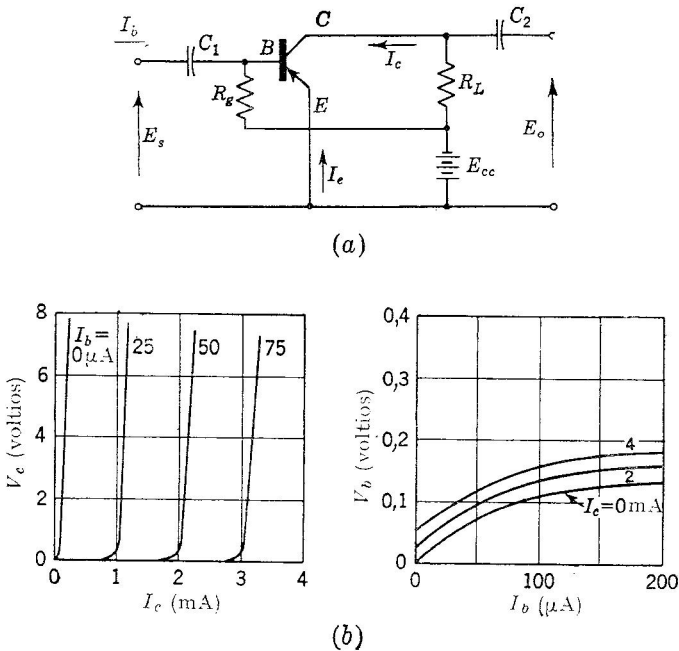 I_b C_1 B C C_2
I_c
R_g E R_L
E_s I_e E_cc E_o
(a)
8 6 4 2 0
V_c (voltios)
I_b = 0 μA 25 50 75
0 1 2 3 4
I_c (mA)
0,4 0,3 0,2 0,1 0
V_b (voltios)
4
2
I_c=0mA
0 100 200
I_b (μA)
(b)